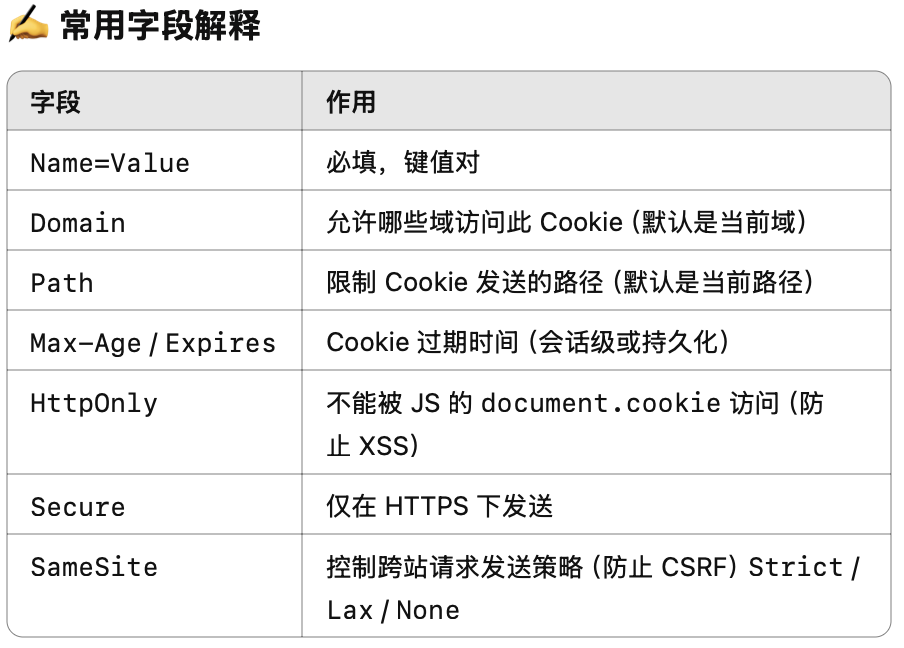 ✍️ 常用字段解释
字段 作用
Name=Value 必填，键值对
Domain 允许哪些域访问此 Cookie（默认是当前域）
Path 限制 Cookie 发送的路径（默认是当前路径）
Max-Age / Expires Cookie 过期时间（会话级或持久化）
HttpOnly 不能被 JS 的 document.cookie 访问（防
止 XSS）
Secure 仅在 HTTPS 下发送
SameSite 控制跨站请求发送策略（防止 CSRF）Strict /
Lax / None